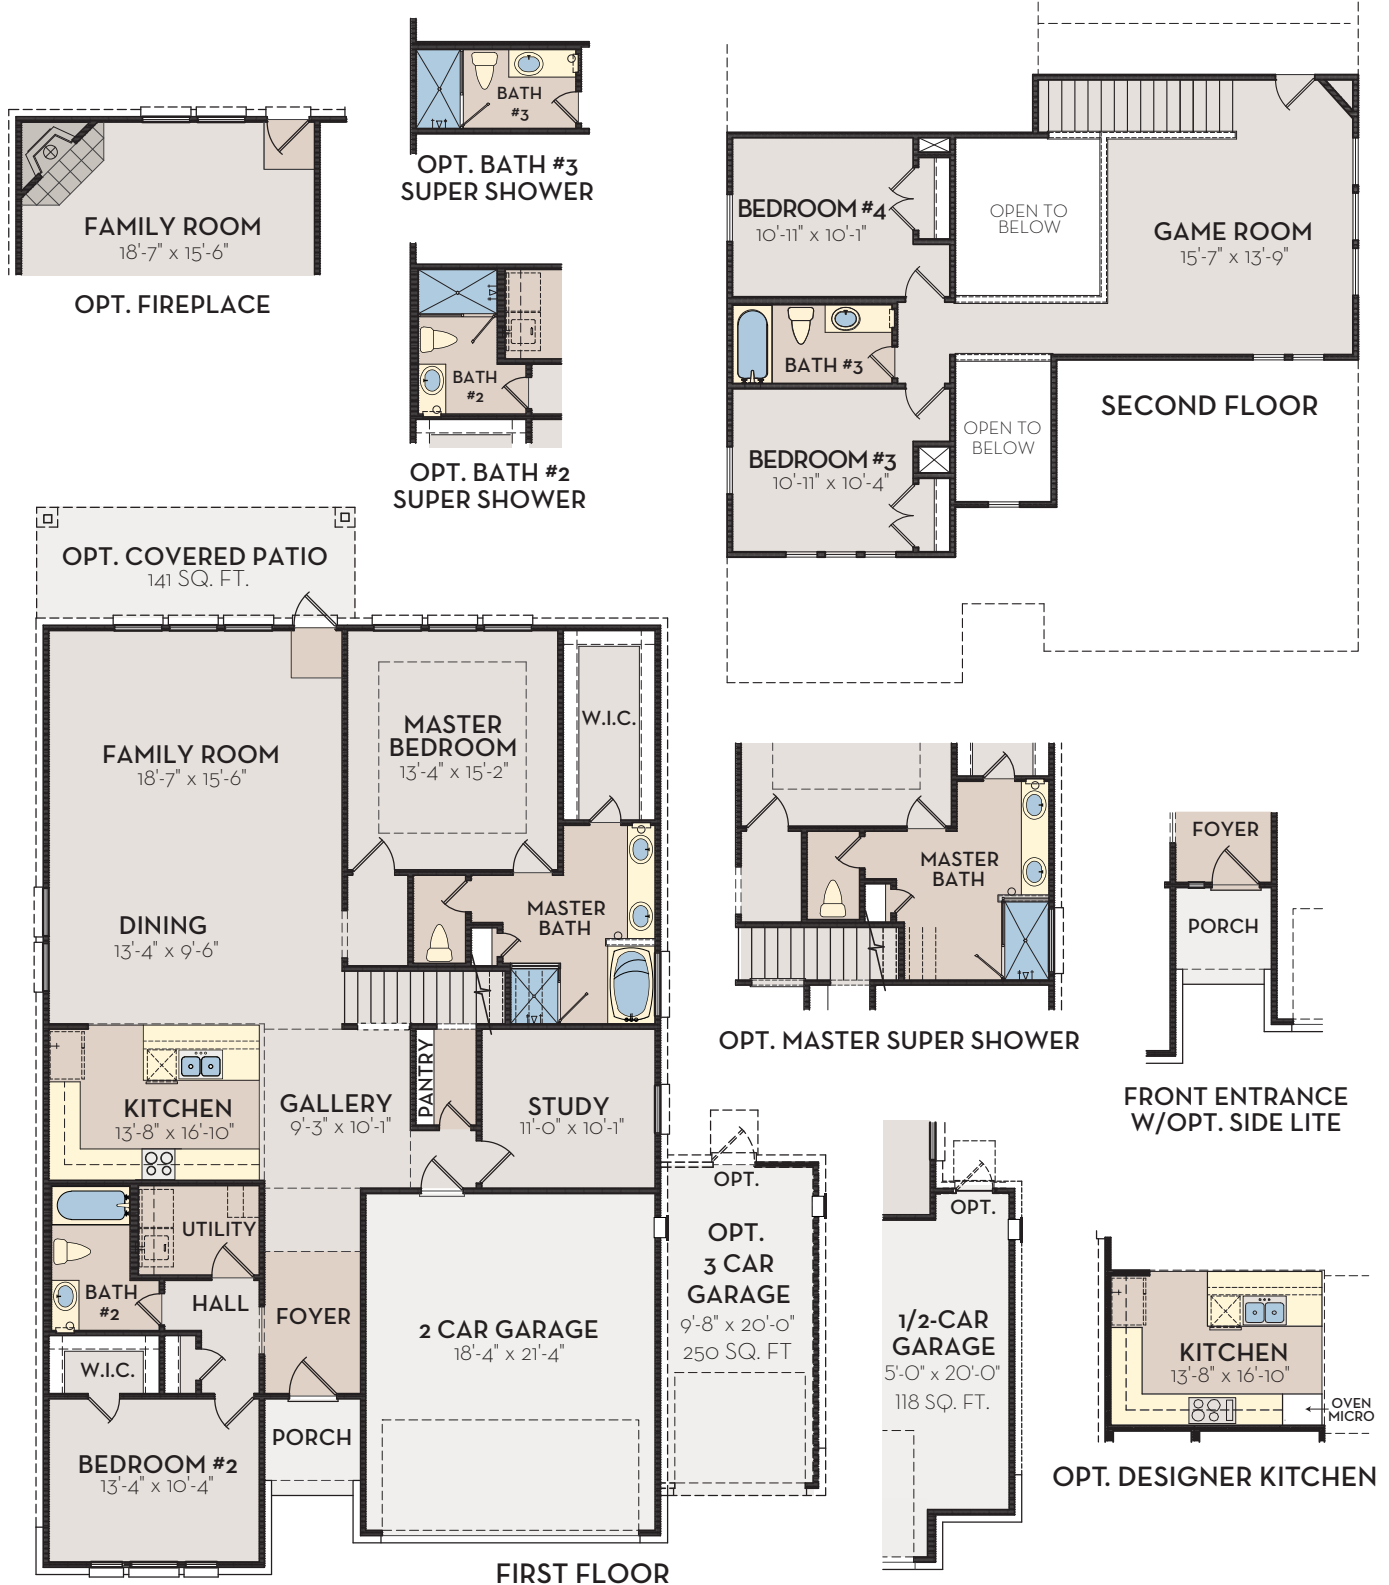 BATH
#3
OPT. BATH #3
SUPER SHOWER
FAMILY ROOM
18'-7" x 15'-6"
OPT. FIREPLACE
BATH
#2
OPT. BATH #2
SUPER SHOWER
BEDROOM #4
10'-11" x 10'-1"
OPEN TO
BELOW
GAME ROOM
15'-7" x 13'-9"
BATH #3
BEDROOM #3
10'-11" x 10'-4"
OPEN TO
BELOW
SECOND FLOOR
OPT. COVERED PATIO
141 SQ. FT.
FAMILY ROOM
18'-7" x 15'-6"
MASTER
BEDROOM
13'-4" x 15'-2"
W.I.C.
DINING
13'-4" x 9'-6"
MASTER
BATH
KITCHEN
13'-8" x 16'-10"
GALLERY
9'-3" x 10'-1"
PANTRY
STUDY
11'-0" x 10'-1"
UTILITY
BATH
#2
HALL
FOYER
W.I.C.
BEDROOM #2
13'-4" x 10'-4"
PORCH
2 CAR GARAGE
18'-4" x 21'-4"
OPT.
OPT.
3 CAR
GARAGE
9'-8" x 20'-0"
250 SQ. FT
FIRST FLOOR
MASTER
BATH
OPT. MASTER SUPER SHOWER
FOYER
PORCH
FRONT ENTRANCE
W/OPT. SIDE LITE
OPT.
1/2-CAR
GARAGE
5'-0" x 20'-0"
118 SQ. FT.
KITCHEN
13'-8" x 16'-10"
OVEN
MICRO
OPT. DESIGNER KITCHEN